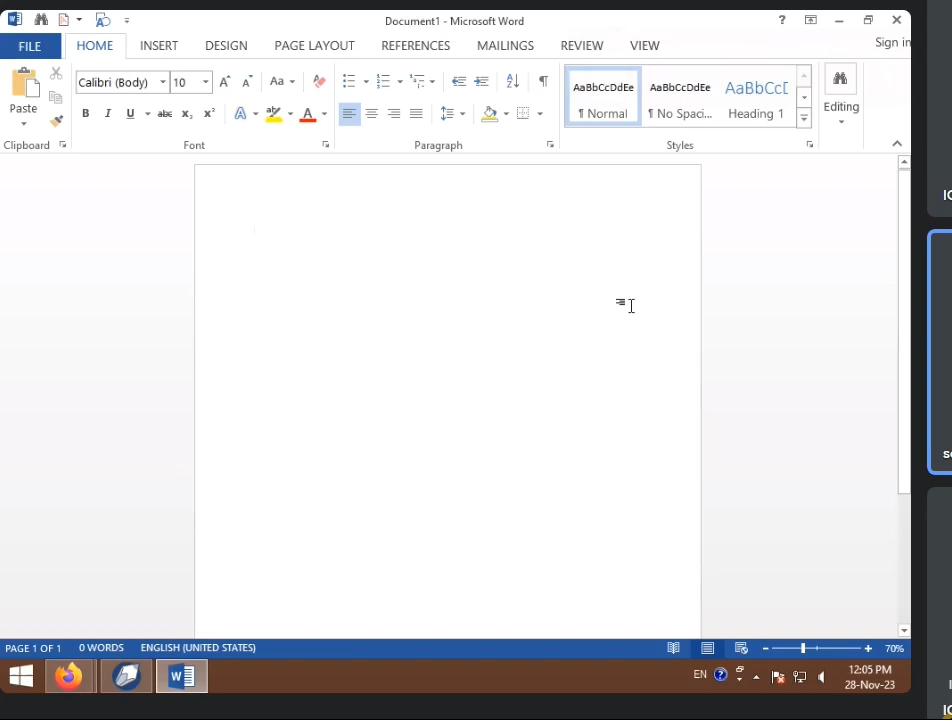 Document1 - Microsoft Word
?
FILE HOME INSERT DESIGN PAGE LAYOUT REFERENCES MAILINGS REVIEW VIEW Sign in
Paste
Calibri (Body) 10 A A Aa
B I U abc X₂ X² A ab A
AaBbCcDdEe AaBbCcDdEe AaBbCcD
¶ Normal ¶ No Spaci... Heading 1
Editing
Clipboard Font Paragraph Styles
PAGE 1 OF 1 0 WORDS ENGLISH (UNITED STATES) 70%
EN 12:05 PM
28-Nov-23